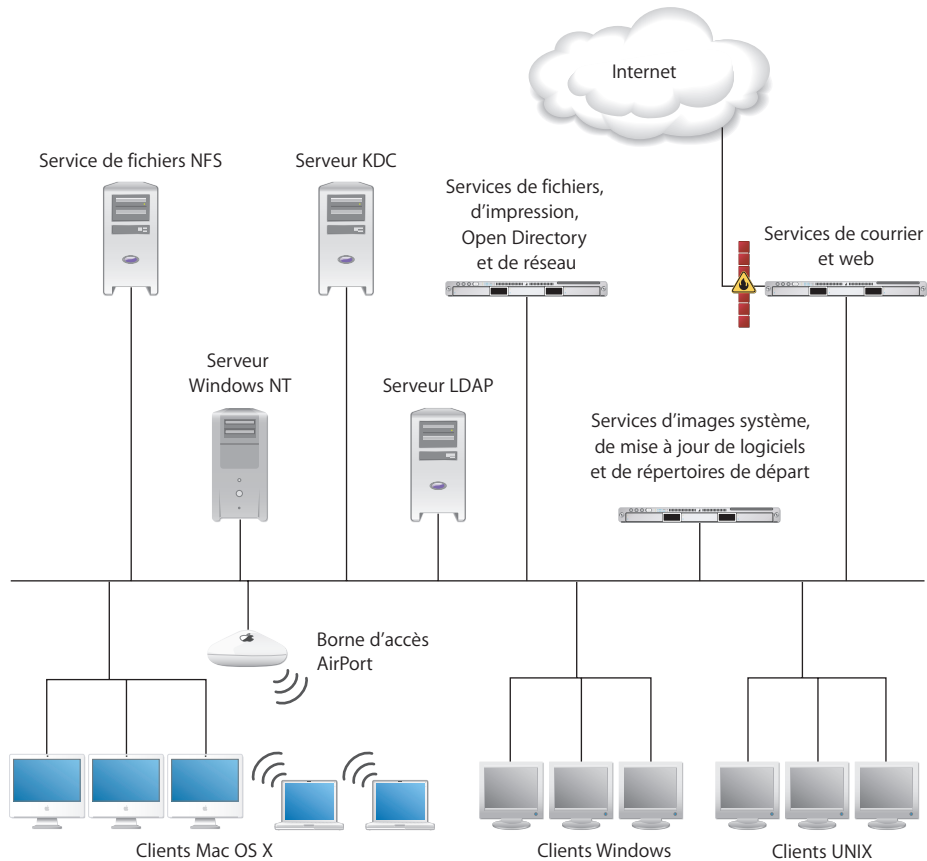 Internet
Service de fichiers NFS
Serveur KDC
Services de fichiers,
d’impression,
Open Directory
et de réseau
Services de courrier
et web
Serveur
Windows NT
Serveur LDAP
Services d’images système,
de mise à jour de logiciels
et de répertoires de départ
Borne d’accès
AirPort
Clients Mac OS X
Clients Windows
Clients UNIX